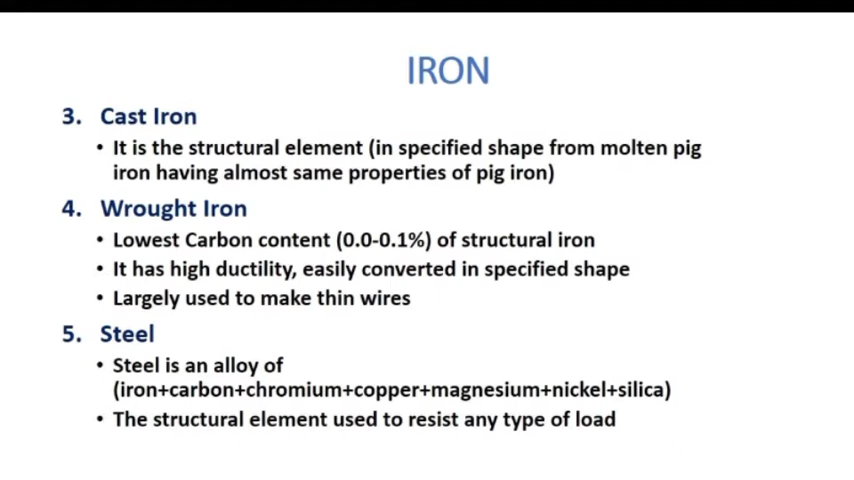 IRON
3. Cast Iron
• It is the structural element (in specified shape from molten pig
iron having almost same properties of pig iron)
4. Wrought Iron
• Lowest Carbon content (0.0-0.1%) of structural iron
• It has high ductility, easily converted in specified shape
• Largely used to make thin wires
5. Steel
• Steel is an alloy of
(iron+carbon+chromium+copper+magnesium+nickel+silica)
• The structural element used to resist any type of load